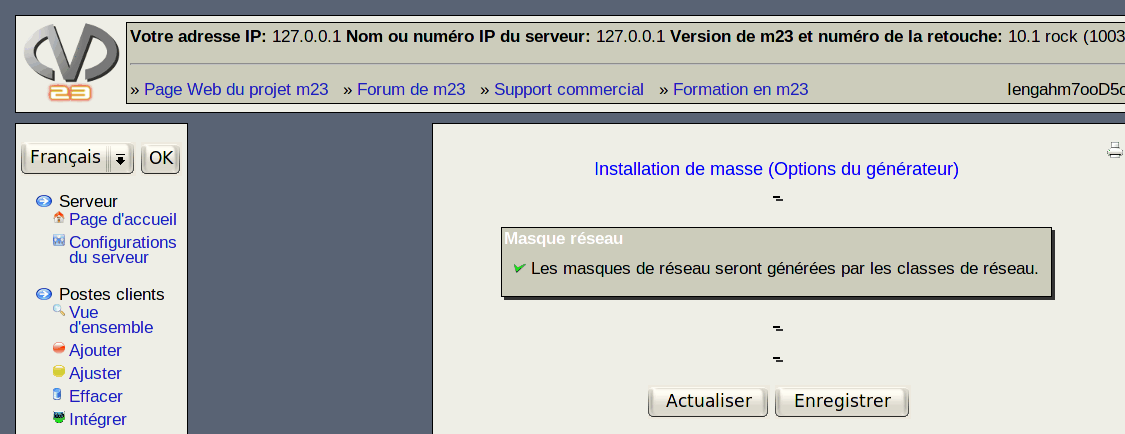 Votre adresse IP: 127.0.0.1 Nom ou numéro IP du serveur: 127.0.0.1 Version de m23 et numéro de la retouche: 10.1 rock (1003
» Page Web du projet m23 » Forum de m23 » Support commercial » Formation en m23
23
Français OK
Serveur
Page d'accueil
Configurations
du serveur
Postes clients
Vue
d'ensemble
Ajouter
Ajuster
Effacer
Intégrer
Installation de masse (Options du générateur)
Masque réseau
Les masques de réseau seront générées par les classes de réseau.
Actualiser Enregistrer